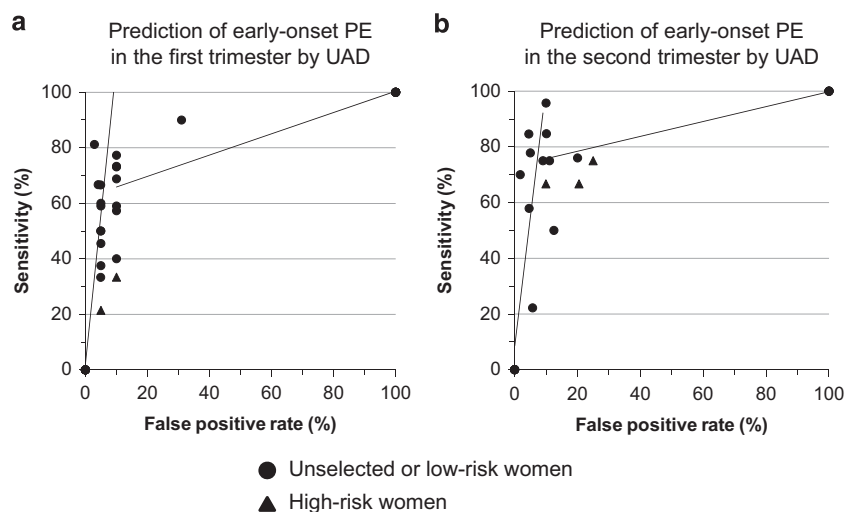 a
Prediction of early-onset PE
in the first trimester by UAD
100
80
60
40
20
0
Sensitivity (%)
0 20 40 60 80 100
False positive rate (%)
b
Prediction of early-onset PE
in the second trimester by UAD
100
80
60
40
20
0
Sensitivity (%)
0 20 40 60 80 100
False positive rate (%)
Unselected or low-risk women
High-risk women